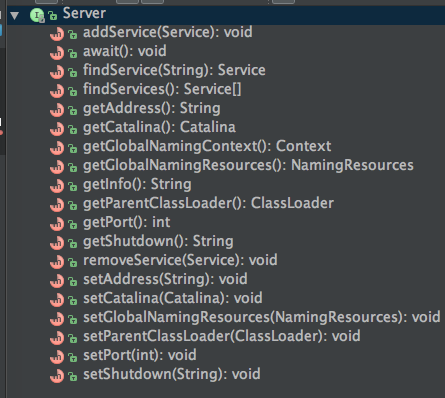 Server
addService(Service): void
await(): void
findService(String): Service
findServices(): Service[]
getAddress(): String
getCatalina(): Catalina
getGlobalNamingContext(): Context
getGlobalNamingResources(): NamingResources
getInfo(): String
getParentClassLoader(): ClassLoader
getPort(): int
getShutdown(): String
removeService(Service): void
setAddress(String): void
setCatalina(Catalina): void
setGlobalNamingResources(NamingResources): void
setParentClassLoader(ClassLoader): void
setPort(int): void
setShutdown(String): void